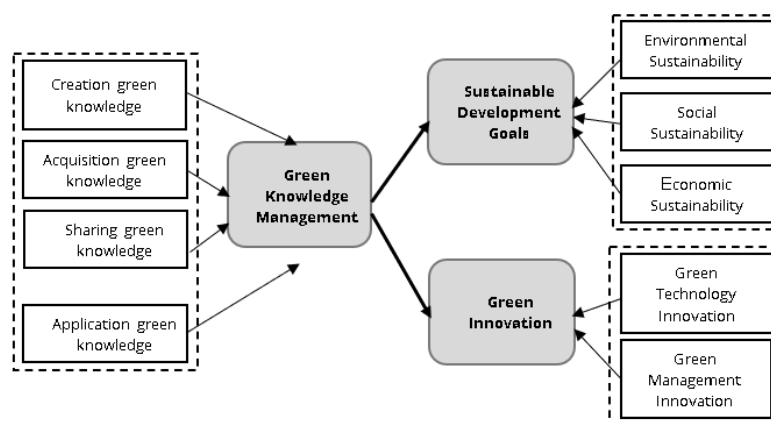 Creation green
knowledge
Acquisition green
knowledge
Sharing green
knowledge
Application green
knowledge
Green
Knowledge
Management
Sustainable
Development
Goals
Green
Innovation
Environmental
Sustainability
Social
Sustainability
Economic
Sustainability
Green
Technology
Innovation
Green
Management
Innovation